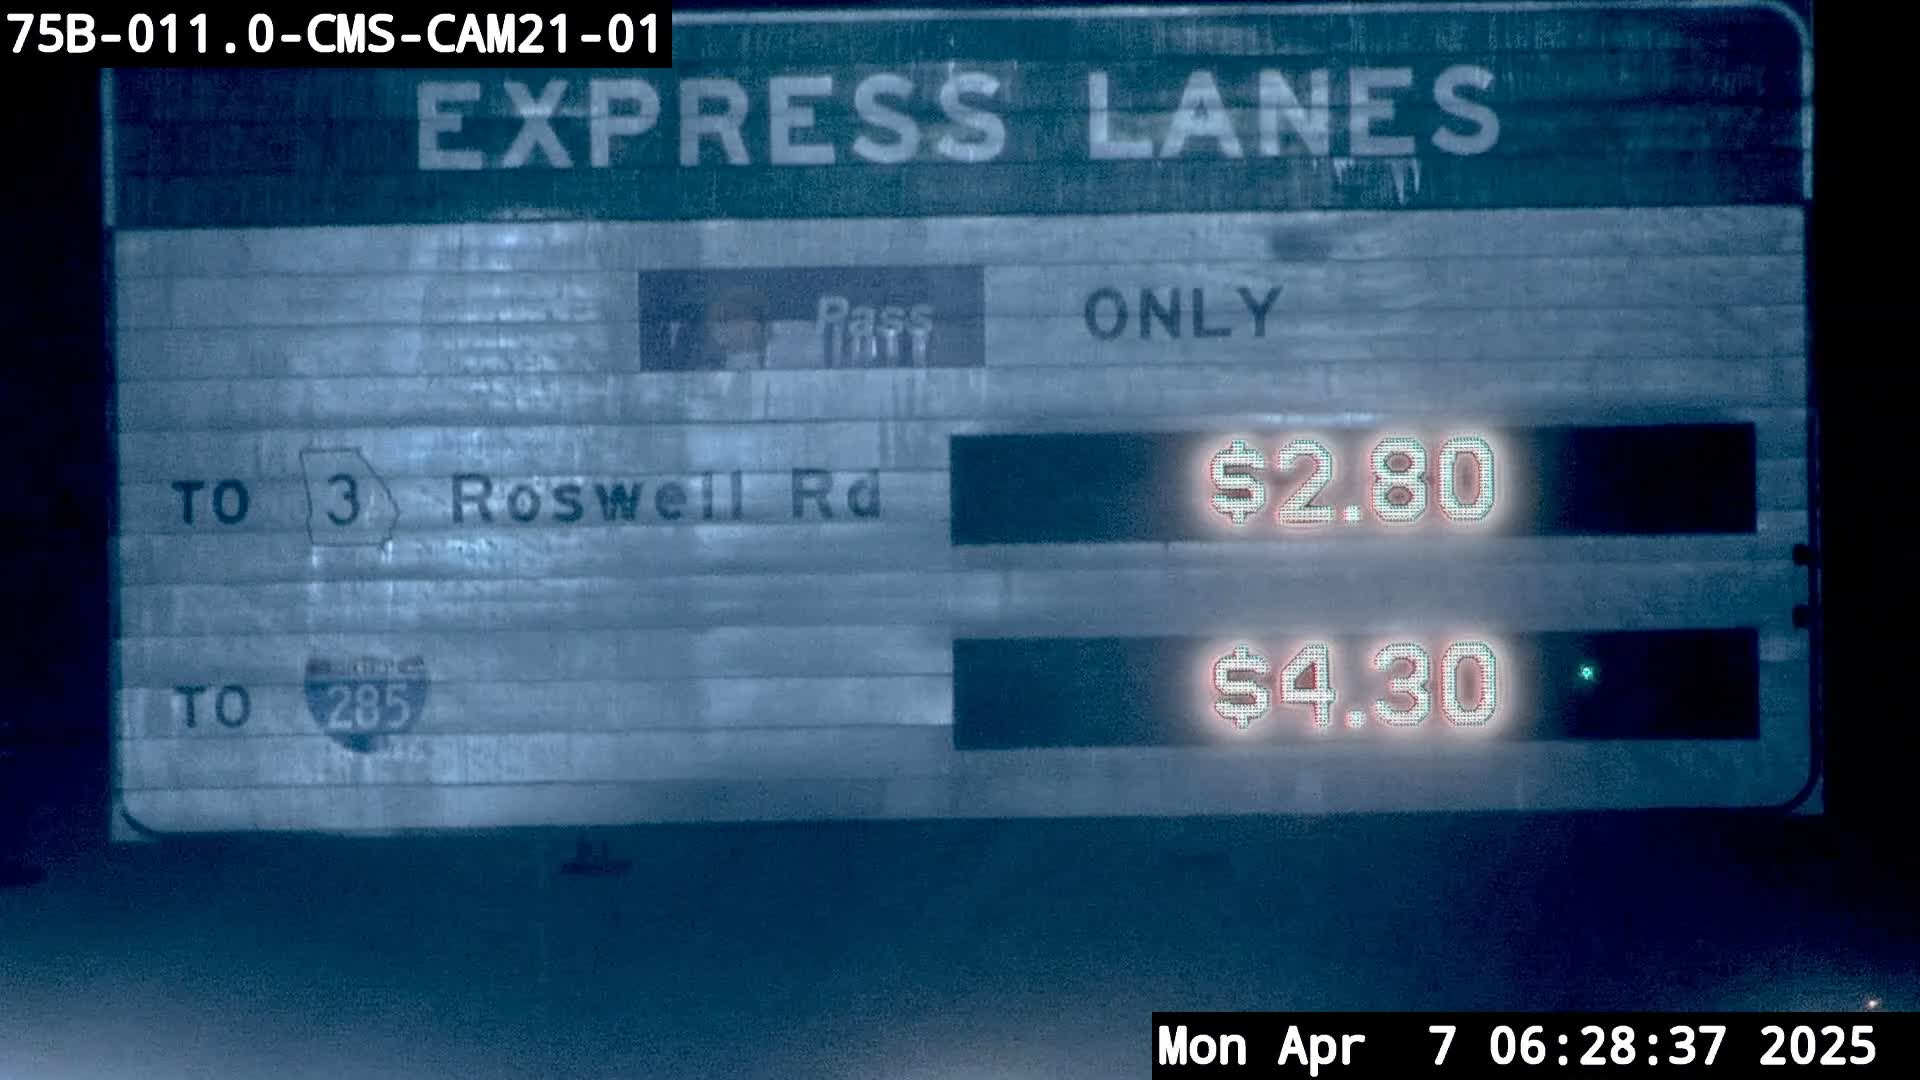 75B-011.0-CMS-CAM21-01
EXPRESS LANES
Pass ONLY
TO 3 Roswell Rd $2.80
TO 285 $4.30
Mon Apr 7 06:28:37 2025